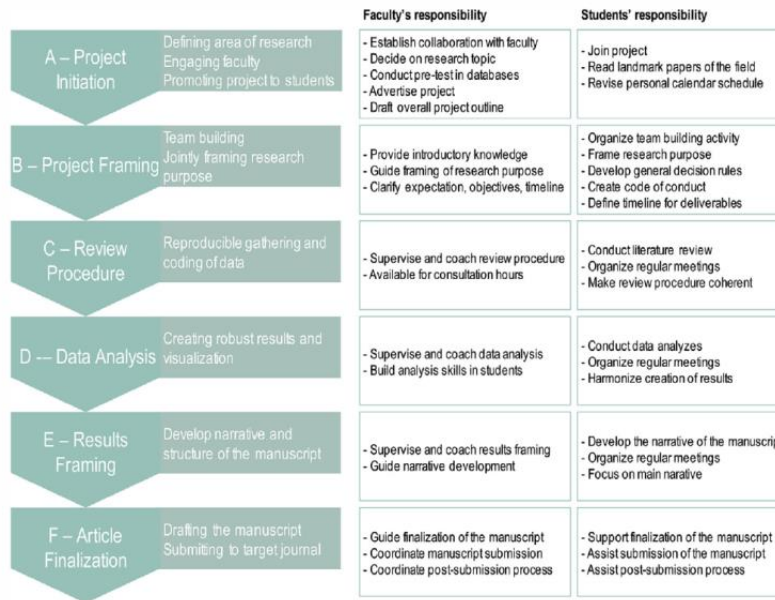 Faculty's responsibility
Students' responsibility
A – Project
Initiation
Defining area of research
Engaging faculty
Promoting project to students
- Establish collaboration with faculty
- Decide on research topic
- Conduct pre-test in databases
- Advertise project
- Draft overall project outline
- Join project
- Read landmark papers of the field
- Revise personal calendar schedule
B – Project Framing
Team building
Jointly framing research
purpose
- Provide introductory knowledge
- Guide framing of research purpose
- Clarify expectation, objectives, timeline
- Organize team building activity
- Frame research purpose
- Develop general decision rules
- Create code of conduct
- Define timeline for deliverables
C – Review
Procedure
Reproducible gathering and
coding of data
- Supervise and coach review procedure
- Available for consultation hours
- Conduct literature review
- Organize regular meetings
- Make review procedure coherent
D –- Data Analysis
Creating robust results and
visualization
- Supervise and coach data analysis
- Build analysis skills in students
- Conduct data analyzes
- Organize regular meetings
- Harmonize creation of results
E – Results
Framing
Develop narrative and
structure of the manuscript
- Supervise and coach results framing
- Guide narrative development
- Develop the narrative of the manuscript
- Organize regular meetings
- Focus on main narative
F – Article
Finalization
Drafting the manuscript
Submiting to target journal
- Guide finalization of the manuscript
- Coordinate manuscript submission
- Coordinate post-submission process
- Support finalization of the manuscript
- Assist submission of the manuscript
- Assist post-submission process